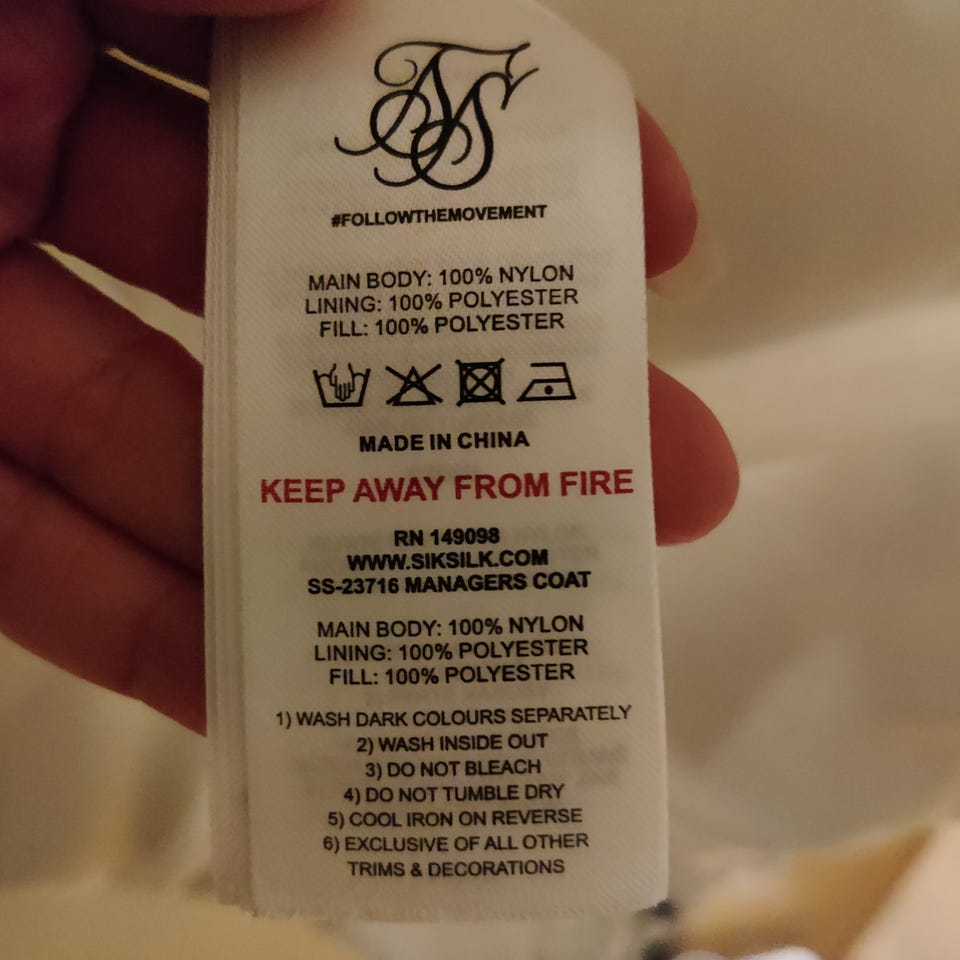 #FOLLOWTHEMOVEMENT
MAIN BODY: 100% NYLON
LINING: 100% POLYESTER
FILL: 100% POLYESTER
MADE IN CHINA
KEEP AWAY FROM FIRE
RN 149098
WWW.SIKSILK.COM
SS-23716 MANAGERS COAT
MAIN BODY: 100% NYLON
LINING: 100% POLYESTER
FILL: 100% POLYESTER
1) WASH DARK COLOURS SEPARATELY
2) WASH INSIDE OUT
3) DO NOT BLEACH
4) DO NOT TUMBLE DRY
5) COOL IRON ON REVERSE
6) EXCLUSIVE OF ALL OTHER
TRIMS & DECORATIONS